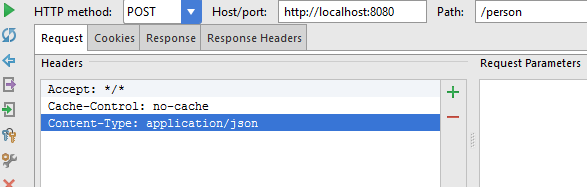 HTTP method: POST Host/port: http://localhost:8080 Path: /person
Request Cookies Response Response Headers
Headers Request Parameters
Accept: */*
Cache-Control: no-cache
Content-Type: application/json